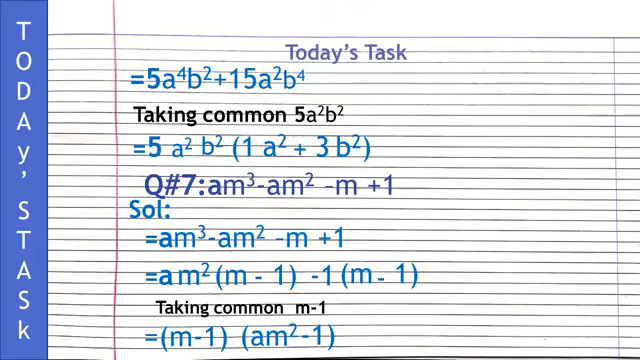 TODAy'STASk
Today's Task
=5a⁴b²+15a²b⁴
Taking common 5a²b²
=5 a² b² (1 a² + 3 b²)
Q#7:am³-am² –m +1
Sol:
=am³-am² –m +1
=a m² (m - 1) -1 (m - 1)
Taking common m-1
=(m-1) (am² -1)